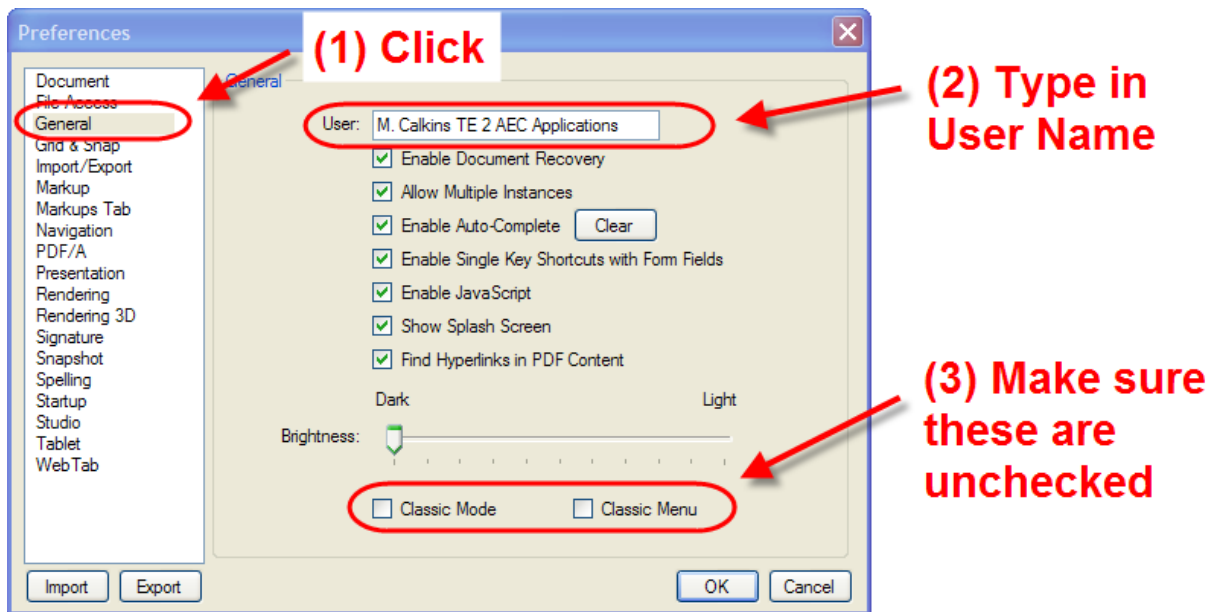 Preferences
(1) Click
(2) Type in
User Name
(3) Make sure
these are
unchecked
Document
File Access
General
Grid & Snap
Import/Export
Markup
Markups Tab
Navigation
PDF/A
Presentation
Rendering
Rendering 3D
Signature
Snapshot
Spelling
Startup
Studio
Tablet
WebTab
General
User: M. Calkins TE 2 AEC Applications
Enable Document Recovery
Allow Multiple Instances
Enable Auto-Complete Clear
Enable Single Key Shortcuts with Form Fields
Enable JavaScript
Show Splash Screen
Find Hyperlinks in PDF Content
Dark Light
Brightness:
Classic Mode Classic Menu
Import Export OK Cancel